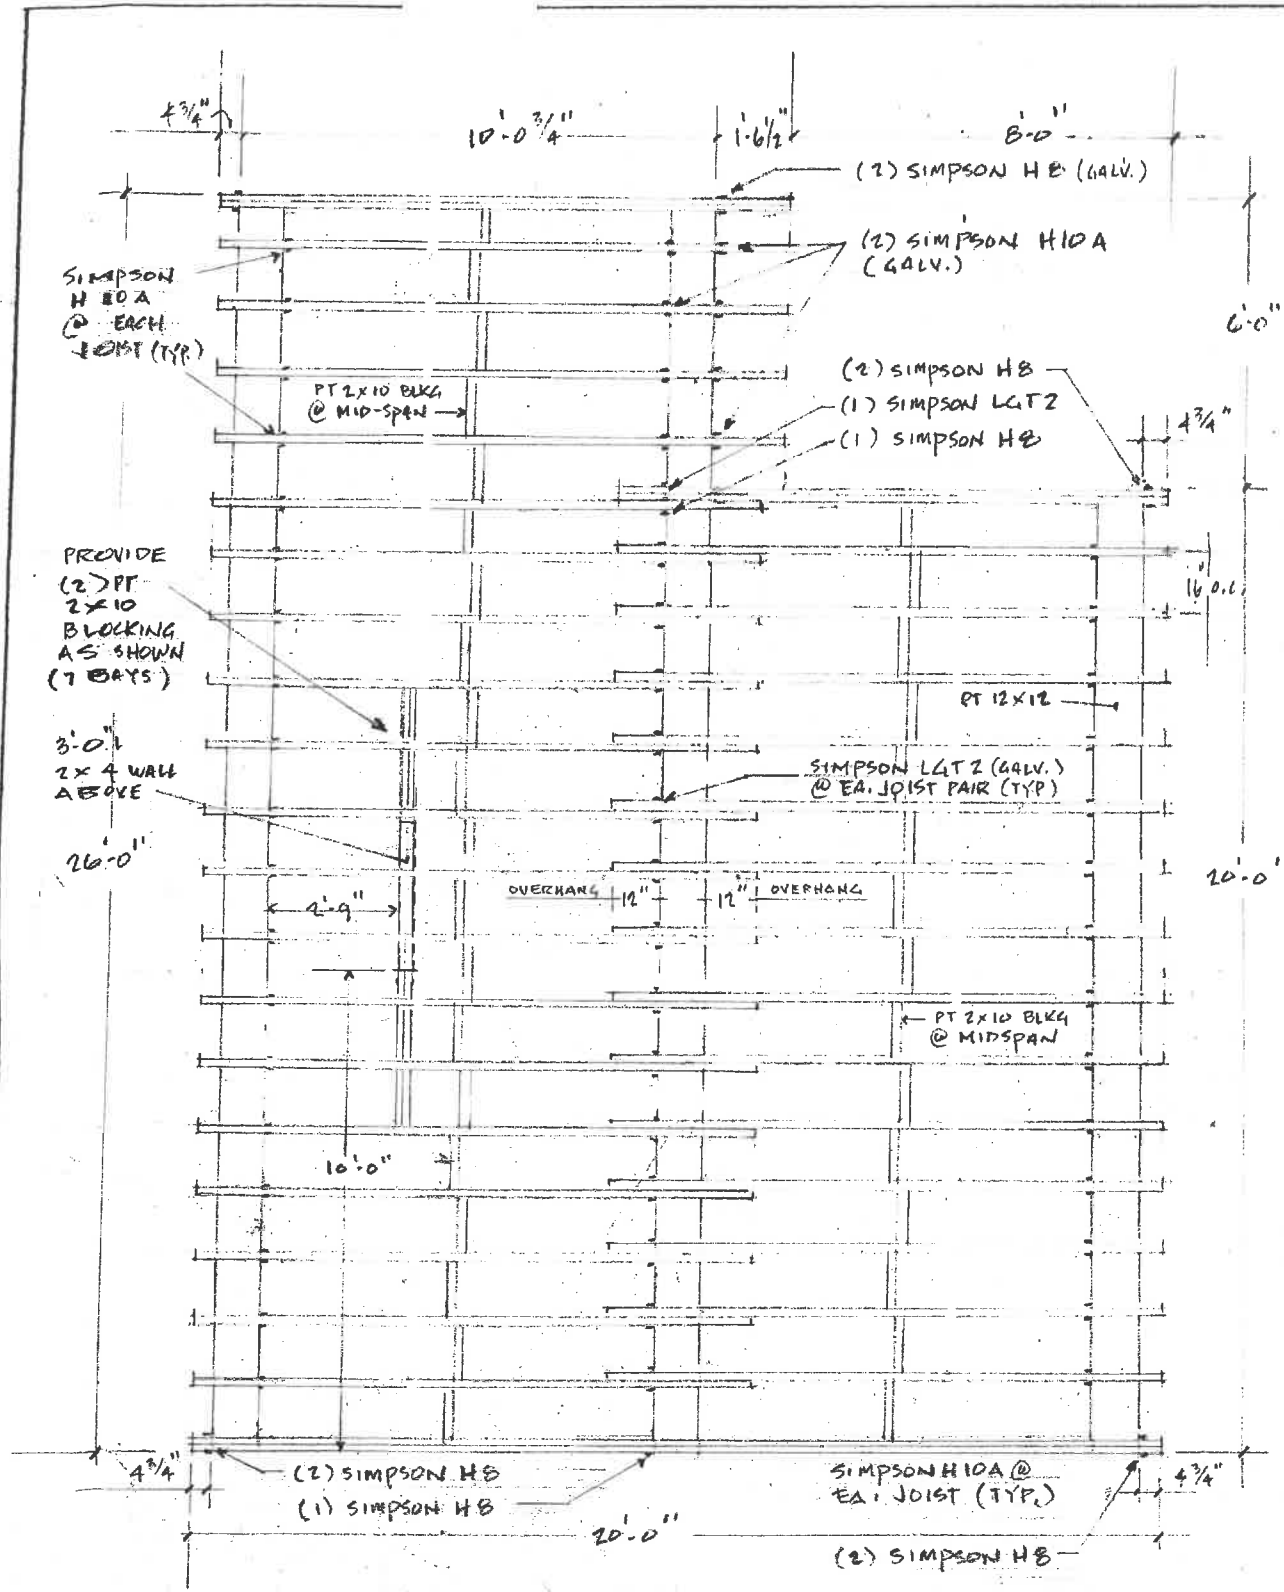 4 3/4"
10'-0 3/4"
1'-6 1/2"
8'-0"
(2) SIMPSON H8 (GALV.)
(2) SIMPSON H10A
(GALV.)
SIMPSON
H10A
@ EACH
JOIST (TYP.)
6'-0"
PT 2x10 BLKG
@ MID-SPAN
(2) SIMPSON H8
(1) SIMPSON LGT2
(1) SIMPSON H8
4 3/4"
PROVIDE
(2) PT
2x10
BLOCKING
AS SHOWN
(7 BAYS)
16" O.C.
PT 12x12
3'-0"
2x4 WALL
ABOVE
SIMPSON LGT2 (GALV.)
@ EA. JOIST PAIR (TYP)
26'-0"
20'-0"
OVERHANG 12" 12" OVERHANG
2'-9"
PT 2x10 BLKG
@ MIDSPAN
10'-0"
4 3/4"
(2) SIMPSON H8
(1) SIMPSON H8
SIMPSON H10A @
EA. JOIST (TYP.)
4 3/4"
20'-0"
(2) SIMPSON H8